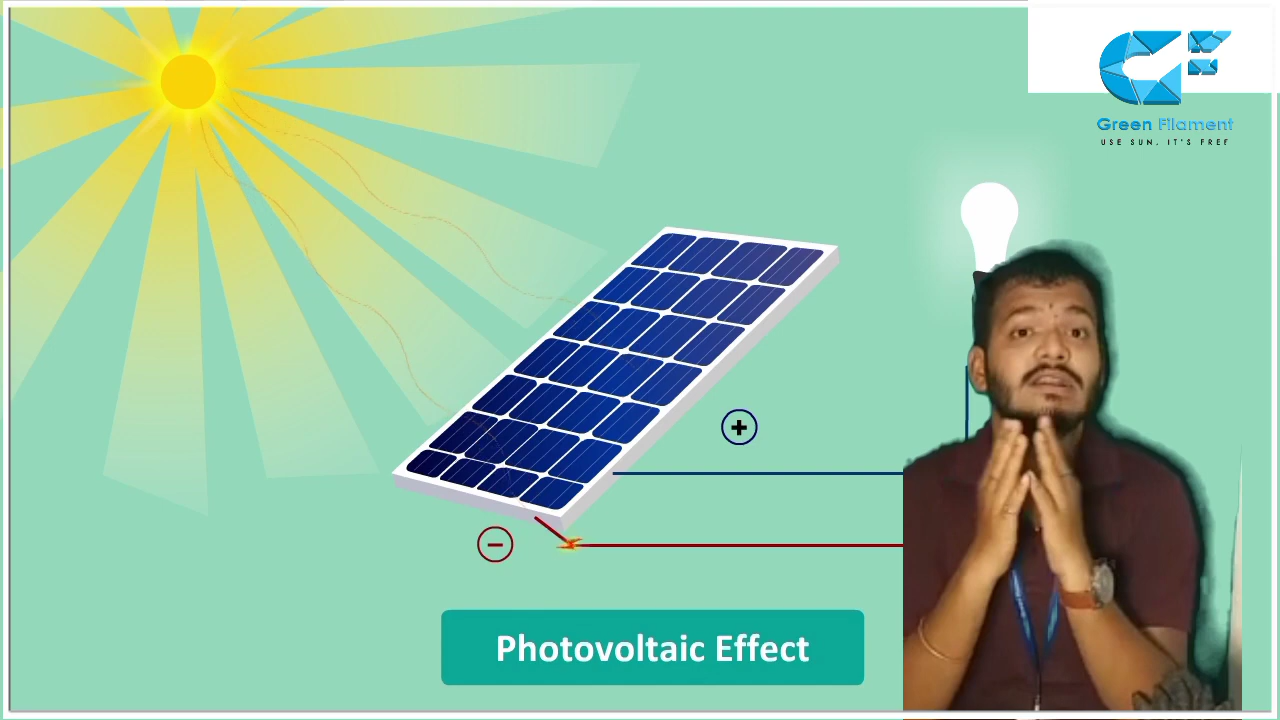 Green Filament
USE SUN, IT'S FREE
+
−
Photovoltaic Effect